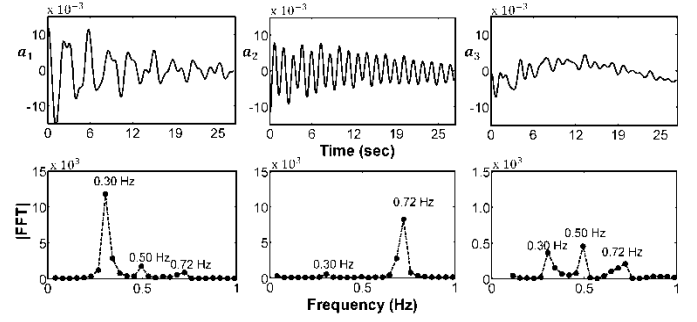 x 10⁻³ x 10⁻³ x 10⁻³
a₁ 10 0 -10
a₂ 10 0 -10
a₃ 10 0 -10
0 6 12 19 25
0 6 12 19 25
0 6 12 19 25
Time (sec)
x 10³ x 10³ x 10³
|FFT| 15 10 5 0
15 10 5 0
1.5 1.0 0.5 0
0.30 Hz 0.50 Hz 0.72 Hz
0.30 Hz 0.72 Hz
0.30 Hz 0.50 Hz 0.72 Hz
0 0.5 1
0 0.5 1
0 0.5 1
Frequency (Hz)